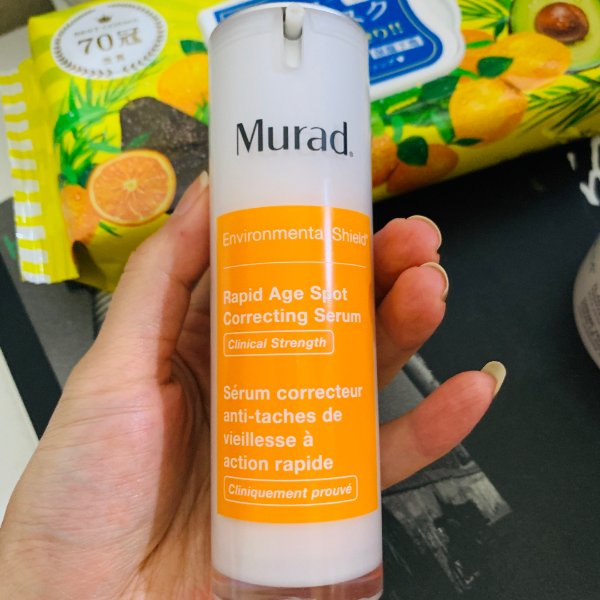 70冠
Murad.
Environmental Shield
Rapid Age Spot
Correcting Serum
Clinical Strength
Sérum correcteur
anti-taches de
vieillesse à
action rapide
Cliniquement prouvé